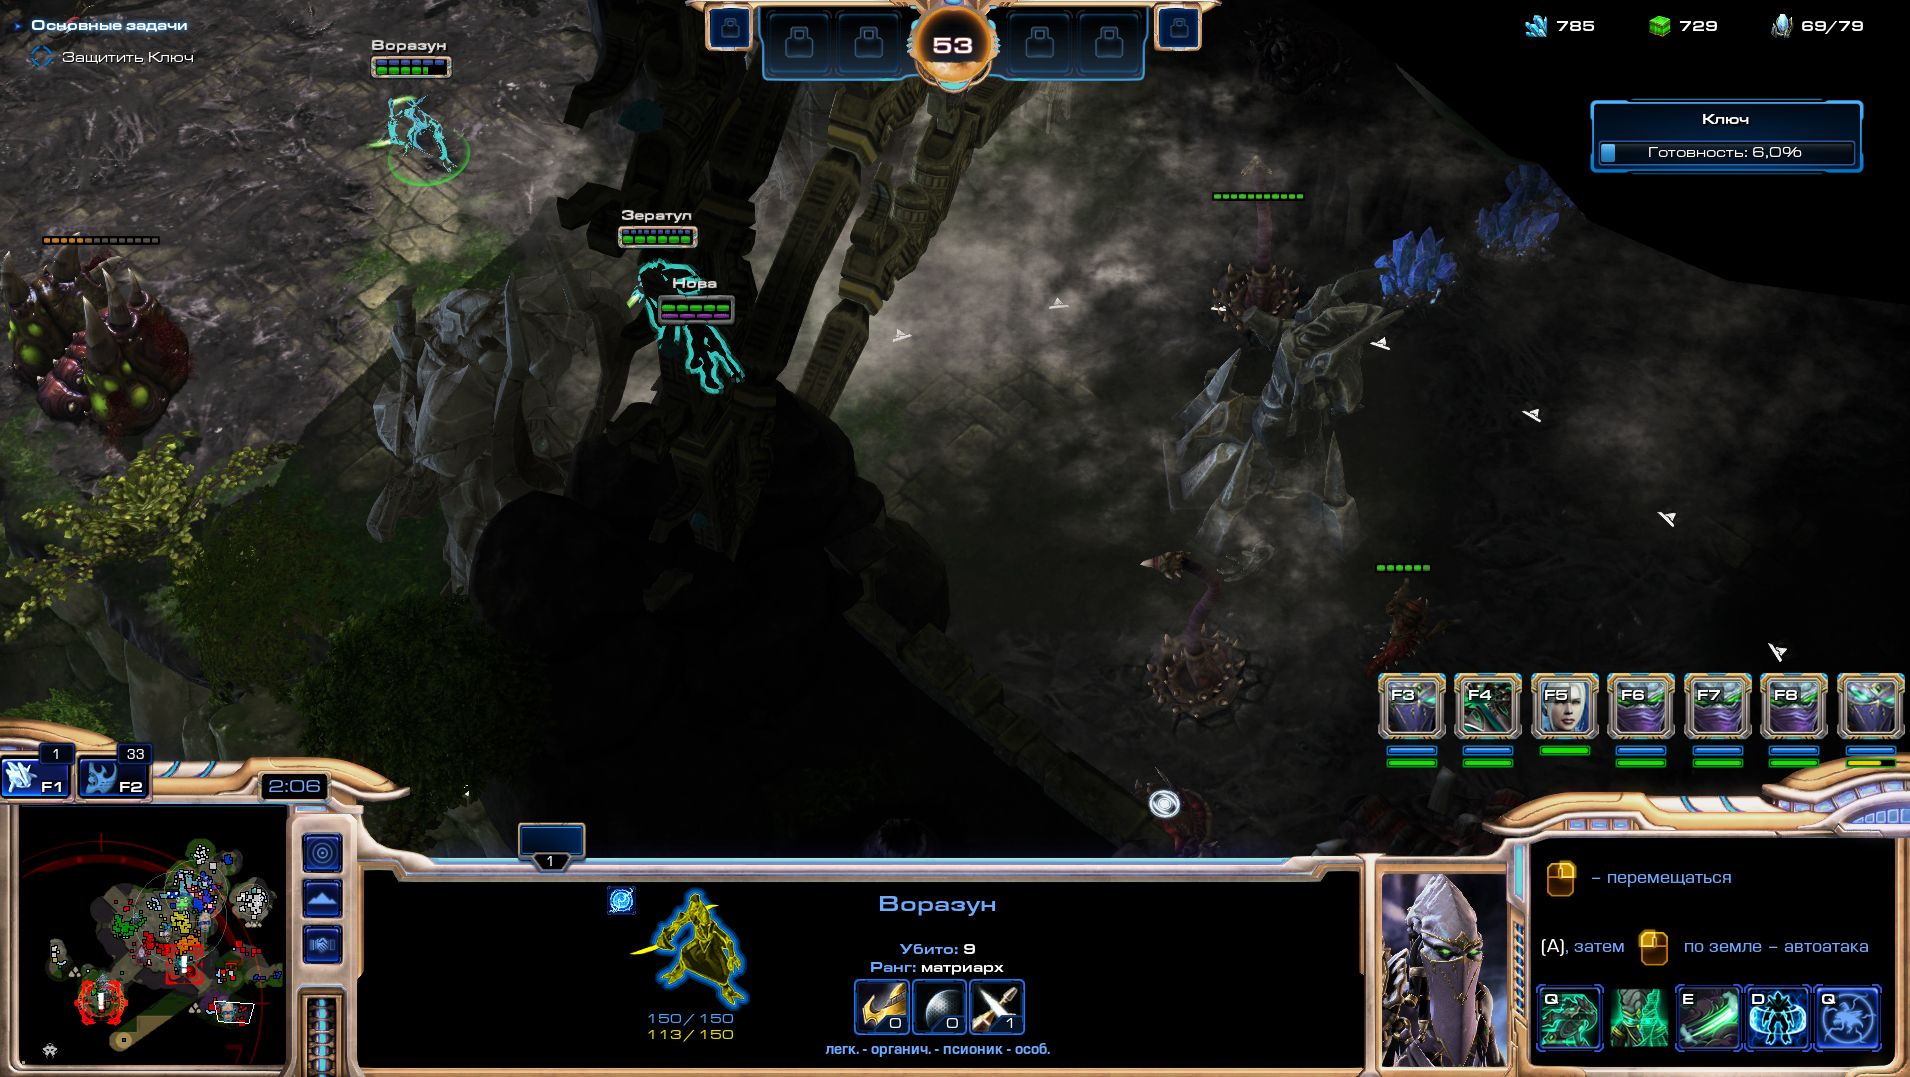 Основные задачи
Защитить Ключ
Воразун
53
785
729
69/79
Ключ
Готовность: 6,0%
Зератул
Нова
F3
F4
F5
F6
F7
F8
1
33
F1
F2
2:06
1
Воразун
Убито: 9
Ранг: матриарх
0
0
1
150/150
113/150
легк. - органич. - псионик - особ.
– перемещаться
(A), затем по земле – автоатака
Q
E
D
Q